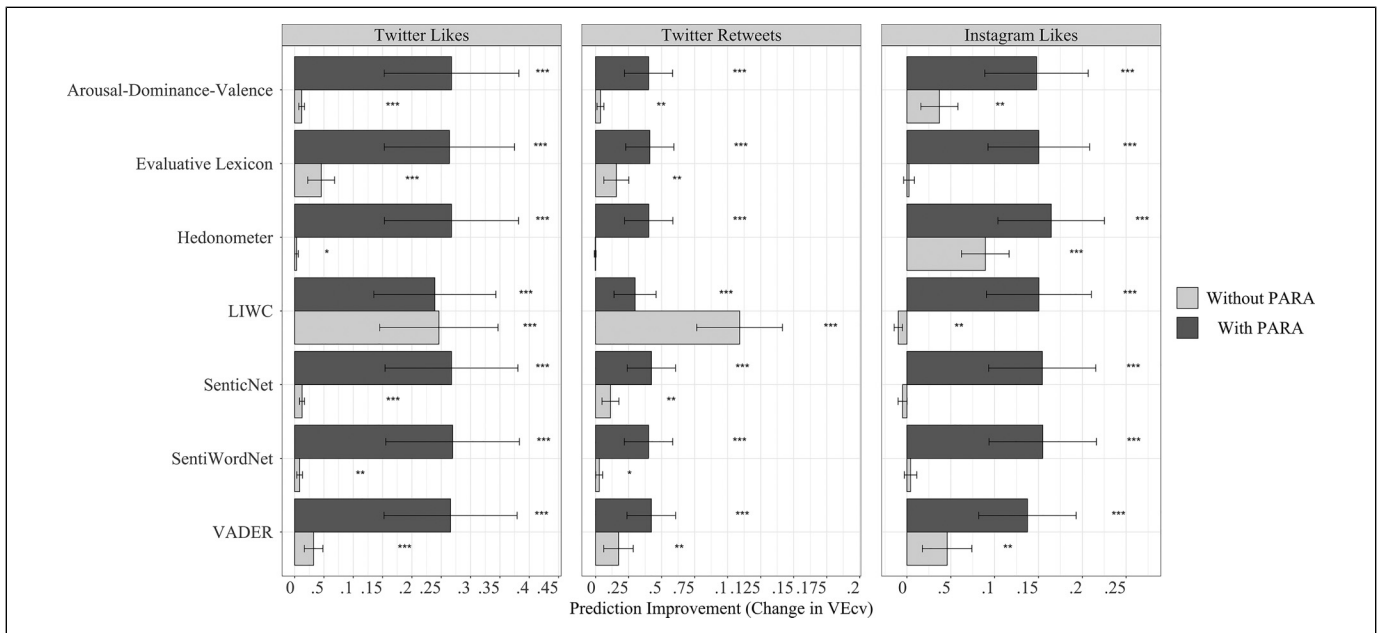 Twitter Likes Twitter Retweets Instagram Likes
Arousal-Dominance-Valence *** *** ***
*** ** **
Evaluative Lexicon *** *** ***
*** **
Hedonometer *** *** ***
* ***
LIWC *** *** ***
*** *** **
SenticNet *** *** ***
*** **
SentiWordNet *** *** ***
** *
VADER *** *** ***
*** ** **
Without PARA
With PARA
0 .5 .1 .15 .2 .25 .3 .35 .4 .45 0 .25 .5 .1 .125 .15 .175 .2 0 .5 .1 .15 .2 .25
Prediction Improvement (Change in VEcv)